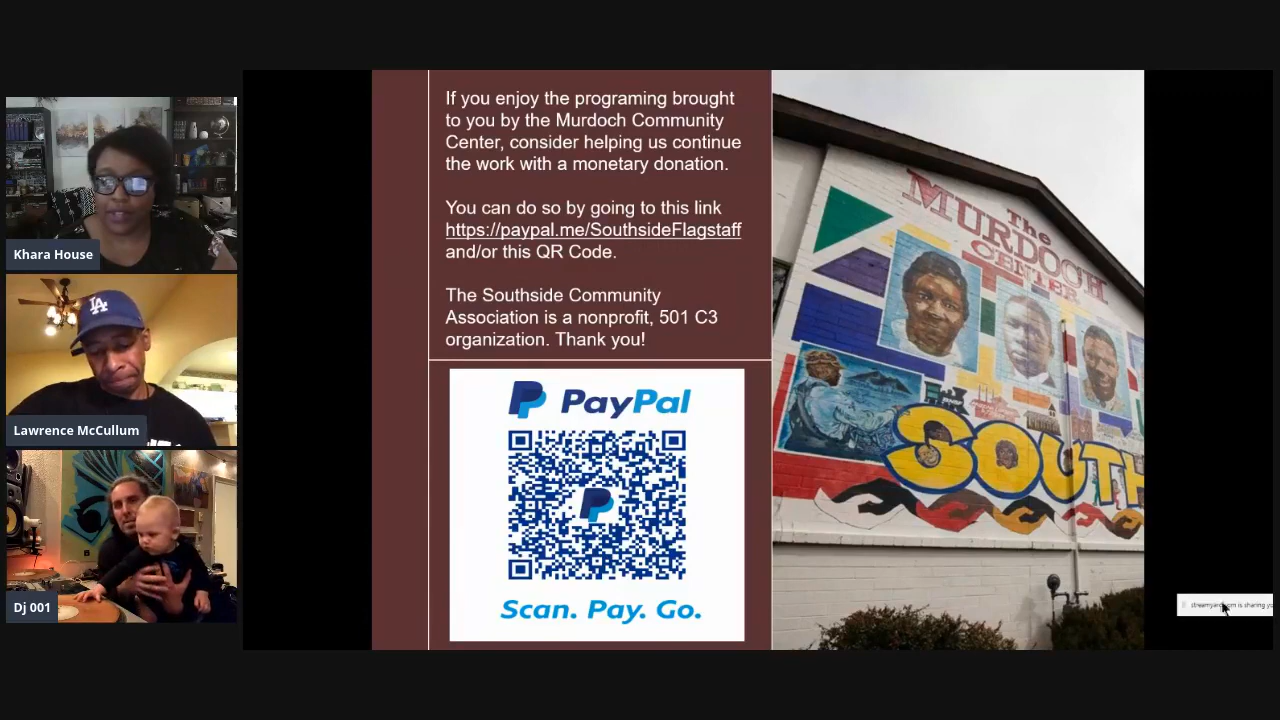 Khara House
LA
Lawrence McCullum
Dj 001
If you enjoy the programing brought
to you by the Murdoch Community
Center, consider helping us continue
the work with a monetary donation.
You can do so by going to this link
https://paypal.me/SouthsideFlagstaff
and/or this QR Code.
The Southside Community
Association is a nonprofit, 501 C3
organization. Thank you!
PayPal
Scan. Pay. Go.
The
MURDOCH
CENTER
SOUTH